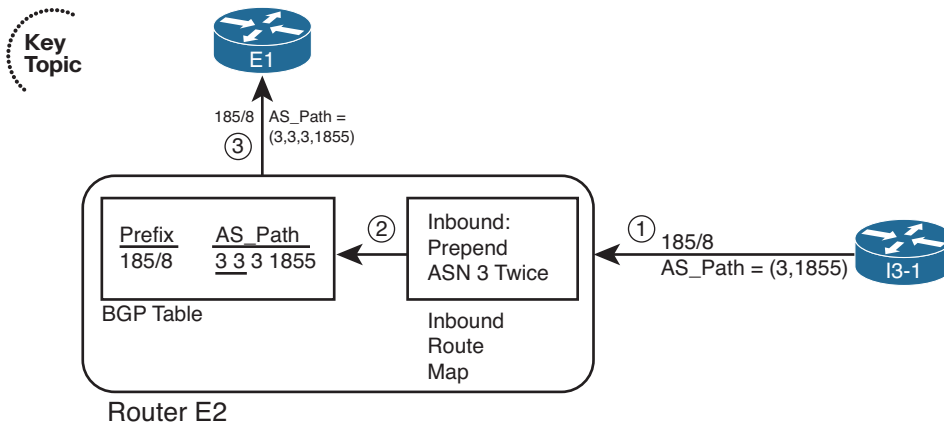 Key
Topic
E1
185/8 AS_Path =
(3,3,3,1855)
3
Prefix AS_Path
185/8 3 3 3 1855
BGP Table
2
Inbound:
Prepend
ASN 3 Twice
Inbound
Route
Map
1
185/8
AS_Path = (3,1855)
I3-1
Router E2